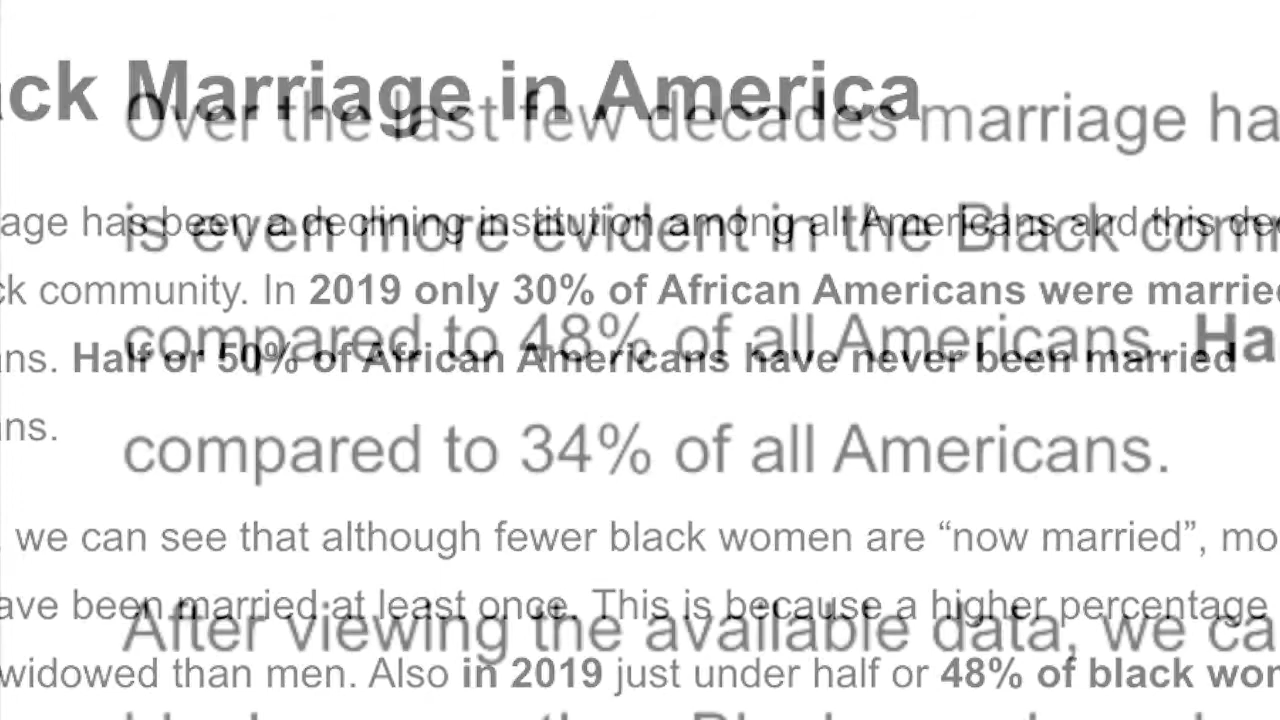 ck Marriage in America
Over the last few decades marriage ha
age has been a declining institution among all Americans and this dec
is even more evident in the Black com
ck community. In 2019 only 30% of African Americans were married
compared to 48% of all Americans. Ha
ans. Half or 50% of African Americans have never been married
ans.
compared to 34% of all Americans.
we can see that although fewer black women are “now married”, mo
ave been married at least once. This is because a higher percentage
After viewing the available data, we ca
widowed than men. Also in 2019 just under half or 48% of black wor